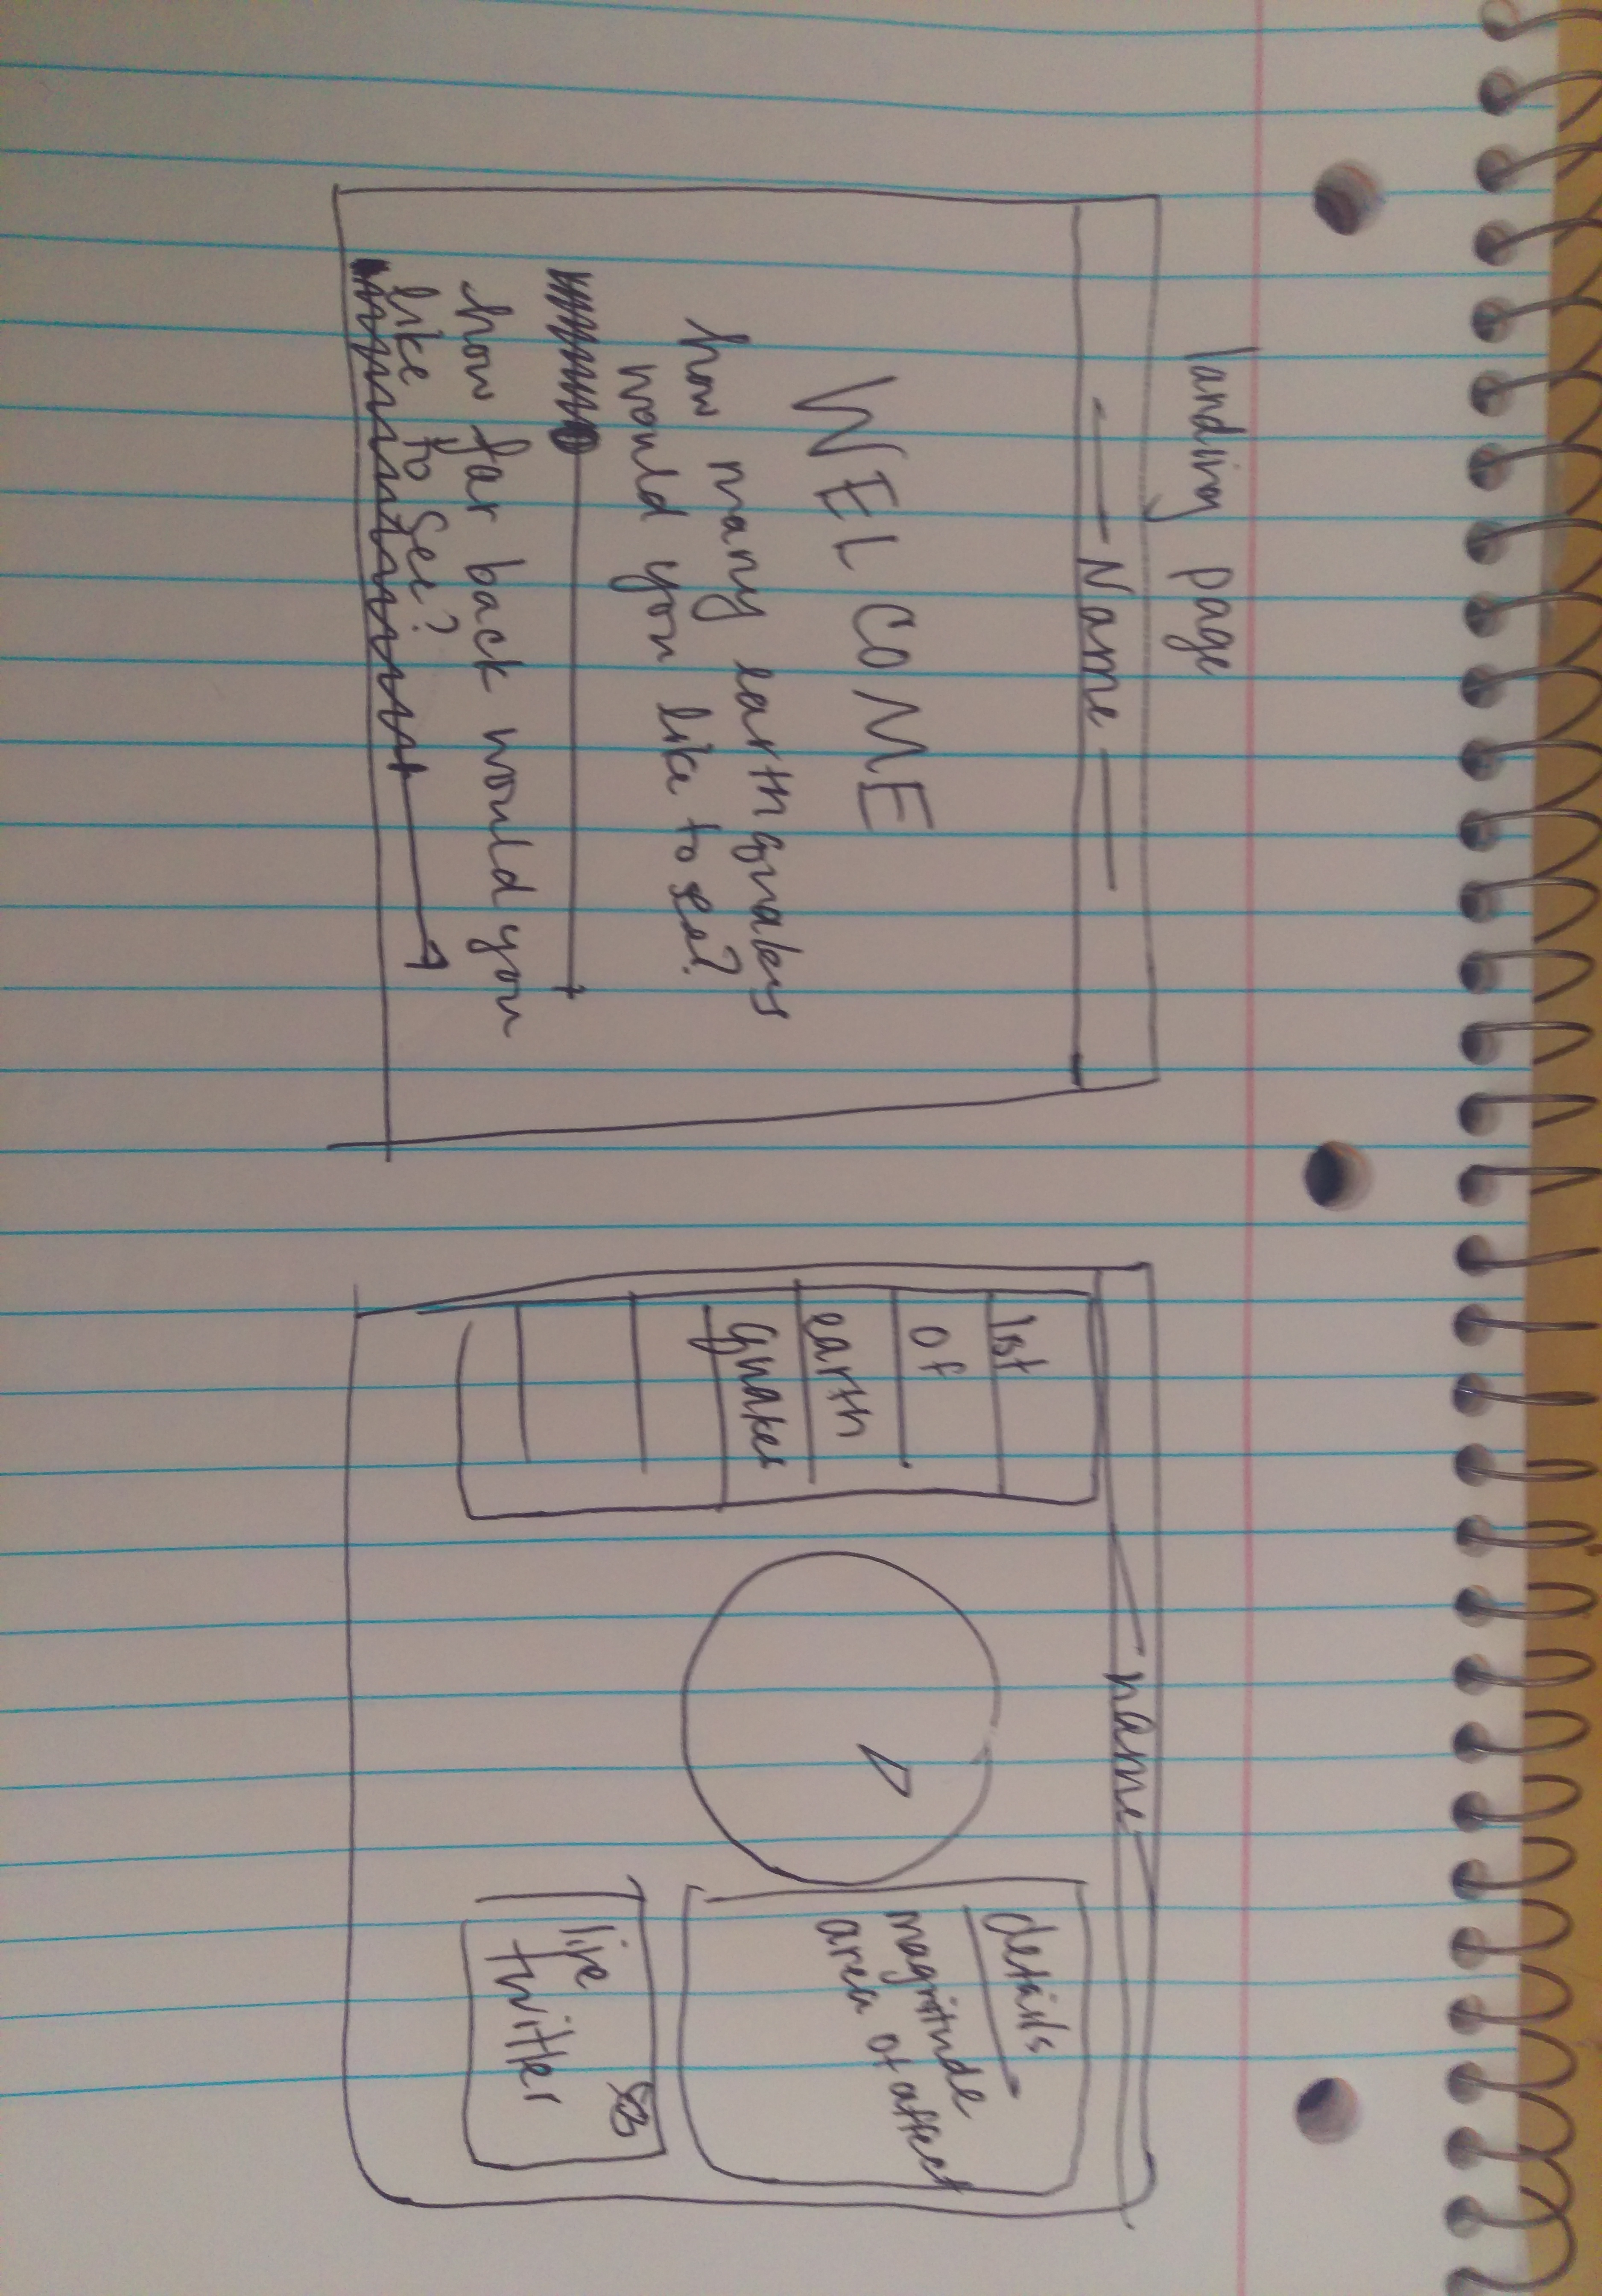 landing page
Name
WELCOME
how many earthquakes
would you like to see?
how far back would you
like to see?
name
list
of
earth
quakes
details
magnitude
area of affect
live
twitter